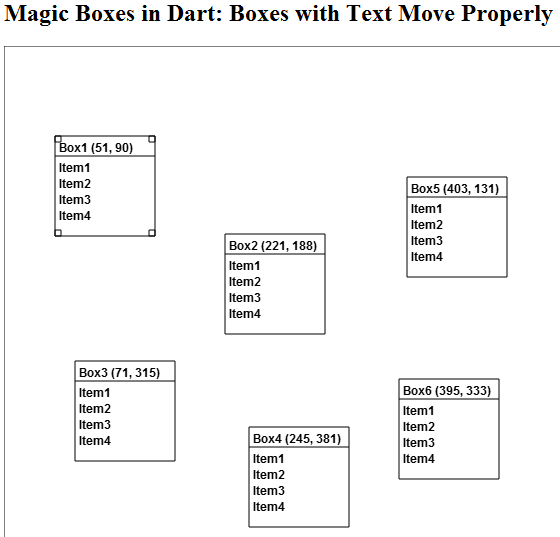 Magic Boxes in Dart: Boxes with Text Move Properly
Box1 (51, 90)
Item1
Item2
Item3
Item4
Box5 (403, 131)
Item1
Item2
Item3
Item4
Box2 (221, 188)
Item1
Item2
Item3
Item4
Box3 (71, 315)
Item1
Item2
Item3
Item4
Box6 (395, 333)
Item1
Item2
Item3
Item4
Box4 (245, 381)
Item1
Item2
Item3
Item4